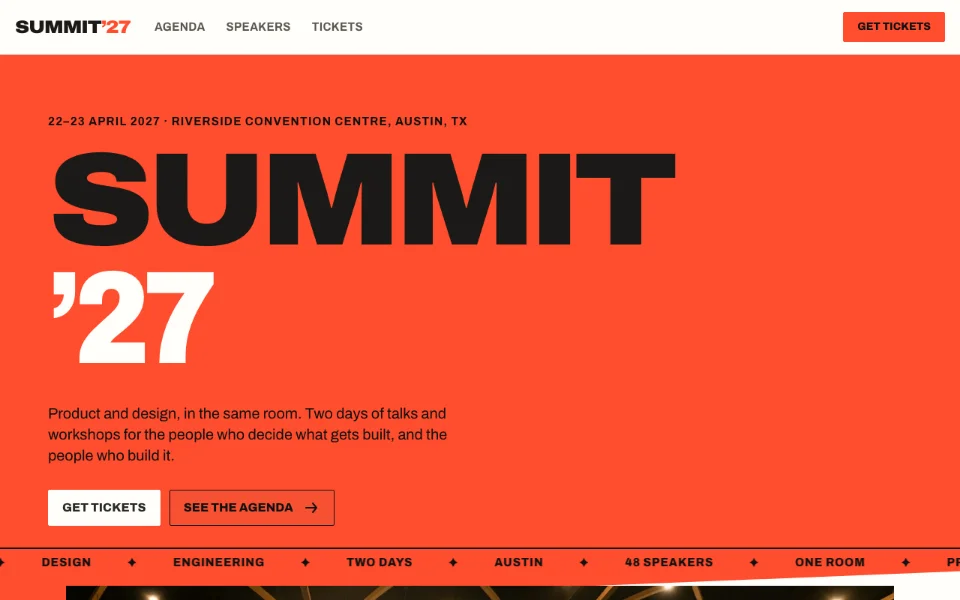 SUMMIT’27 AGENDA SPEAKERS TICKETS GET TICKETS
22–23 APRIL 2027 · RIVERSIDE CONVENTION CENTRE, AUSTIN, TX
SUMMIT
’27
Product and design, in the same room. Two days of talks and
workshops for the people who decide what gets built, and the
people who build it.
GET TICKETS SEE THE AGENDA →
✦ DESIGN ✦ ENGINEERING ✦ TWO DAYS ✦ AUSTIN ✦ 48 SPEAKERS ✦ ONE ROOM ✦